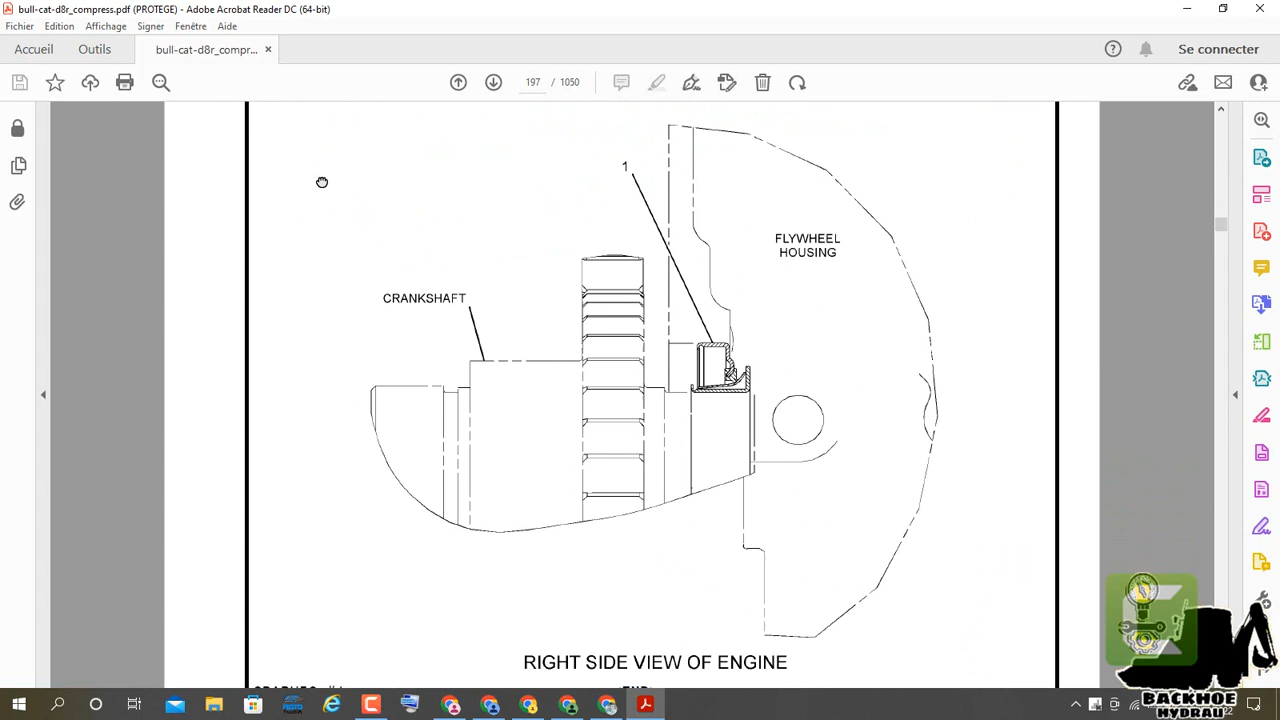 bull-cat-d8r_compress.pdf (PROTEGE) - Adobe Acrobat Reader DC (64-bit)
Fichier Edition Affichage Signer Fenêtre Aide
Accueil Outils bull-cat-d8r_compr... × Se connecter
197 / 1050
1
FLYWHEEL
HOUSING
CRANKSHAFT
RIGHT SIDE VIEW OF ENGINE
BACKHOE
HYDRAU